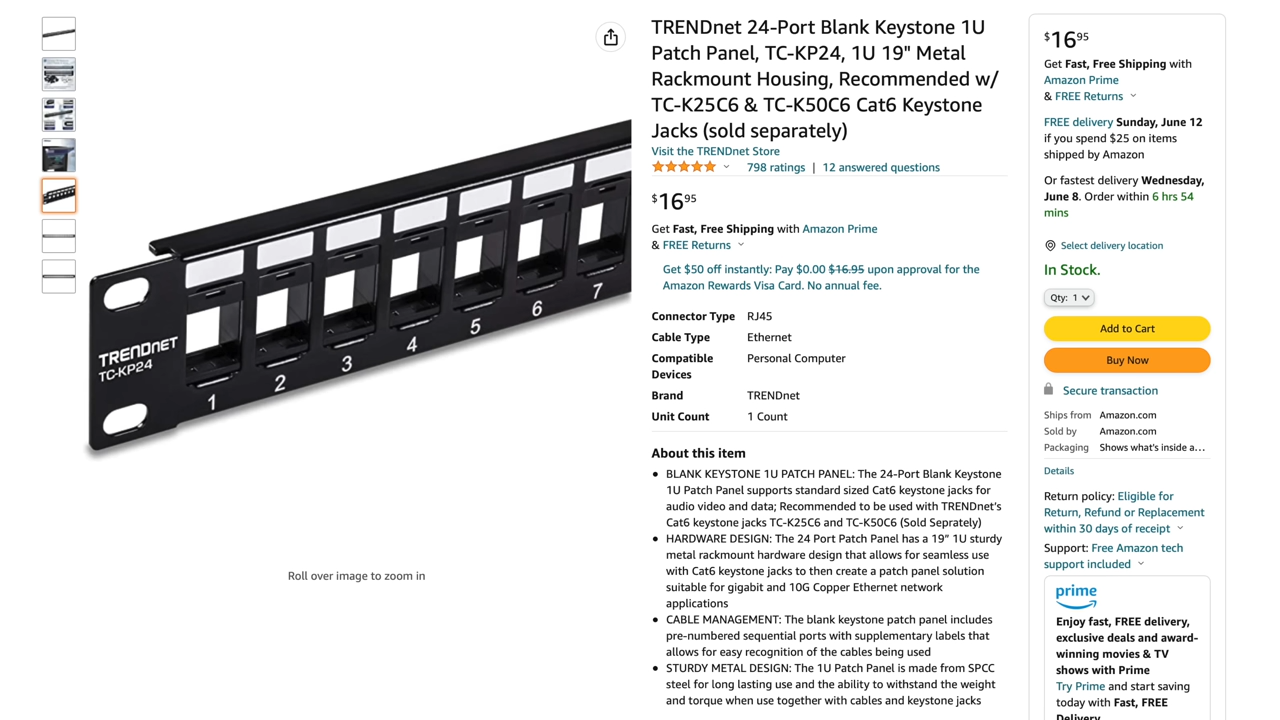 TRENDnet
TC-KP24
1
2
3
4
5
6
7
Roll over image to zoom in
TRENDnet 24-Port Blank Keystone 1U
Patch Panel, TC-KP24, 1U 19" Metal
Rackmount Housing, Recommended w/
TC-K25C6 & TC-K50C6 Cat6 Keystone
Jacks (sold separately)
Visit the TRENDnet Store
798 ratings | 12 answered questions
$16 95
Get Fast, Free Shipping with Amazon Prime
& FREE Returns
Get $50 off instantly: Pay $0.00 $16.95 upon approval for the
Amazon Rewards Visa Card. No annual fee.
Connector Type RJ45
Cable Type Ethernet
Compatible Personal Computer
Devices
Brand TRENDnet
Unit Count 1 Count
About this item
BLANK KEYSTONE 1U PATCH PANEL: The 24-Port Blank Keystone
1U Patch Panel supports standard sized Cat6 keystone jacks for
audio video and data; Recommended to be used with TRENDnet's
Cat6 keystone jacks TC-K25C6 and TC-K50C6 (Sold Seprately)
HARDWARE DESIGN: The 24 Port Patch Panel has a 19” 1U sturdy
metal rackmount hardware design that allows for seamless use
with Cat6 keystone jacks to then create a patch panel solution
suitable for gigabit and 10G Copper Ethernet network
applications
CABLE MANAGEMENT: The blank keystone patch panel includes
pre-numbered sequential ports with supplementary labels that
allows for easy recognition of the cables being used
STURDY METAL DESIGN: The 1U Patch Panel is made from SPCC
steel for long lasting use and the ability to withstand the weight
and torque when use together with cables and keystone jacks
$16 95
Get Fast, Free Shipping with
Amazon Prime
& FREE Returns
FREE delivery Sunday, June 12
if you spend $25 on items
shipped by Amazon
Or fastest delivery Wednesday,
June 8. Order within 6 hrs 54
mins
Select delivery location
In Stock.
Qty: 1
Add to Cart
Buy Now
Secure transaction
Ships from Amazon.com
Sold by Amazon.com
Packaging Shows what's inside a...
Details
Return policy: Eligible for
Return, Refund or Replacement
within 30 days of receipt
Support: Free Amazon tech
support included
prime
Enjoy fast, FREE delivery,
exclusive deals and award-
winning movies & TV
shows with Prime
Try Prime and start saving
today with Fast, FREE
Delivery